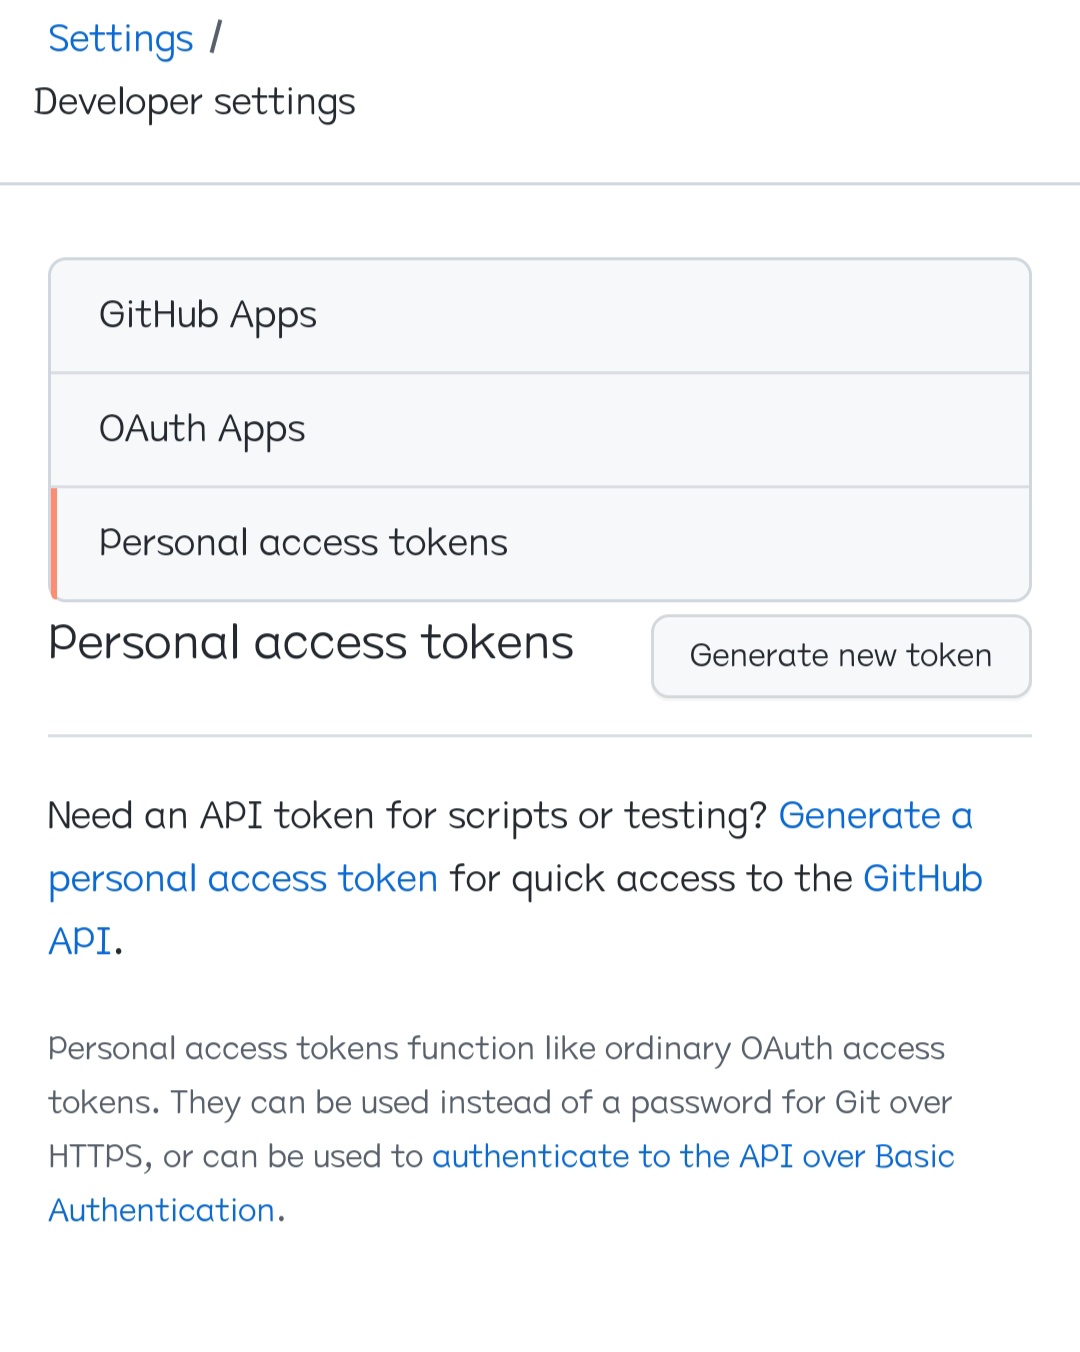 Settings /
Developer settings
GitHub Apps
OAuth Apps
Personal access tokens
Personal access tokens
Generate new token
Need an API token for scripts or testing? Generate a
personal access token for quick access to the GitHub
API.
Personal access tokens function like ordinary OAuth access
tokens. They can be used instead of a password for Git over
HTTPS, or can be used to authenticate to the API over Basic
Authentication.